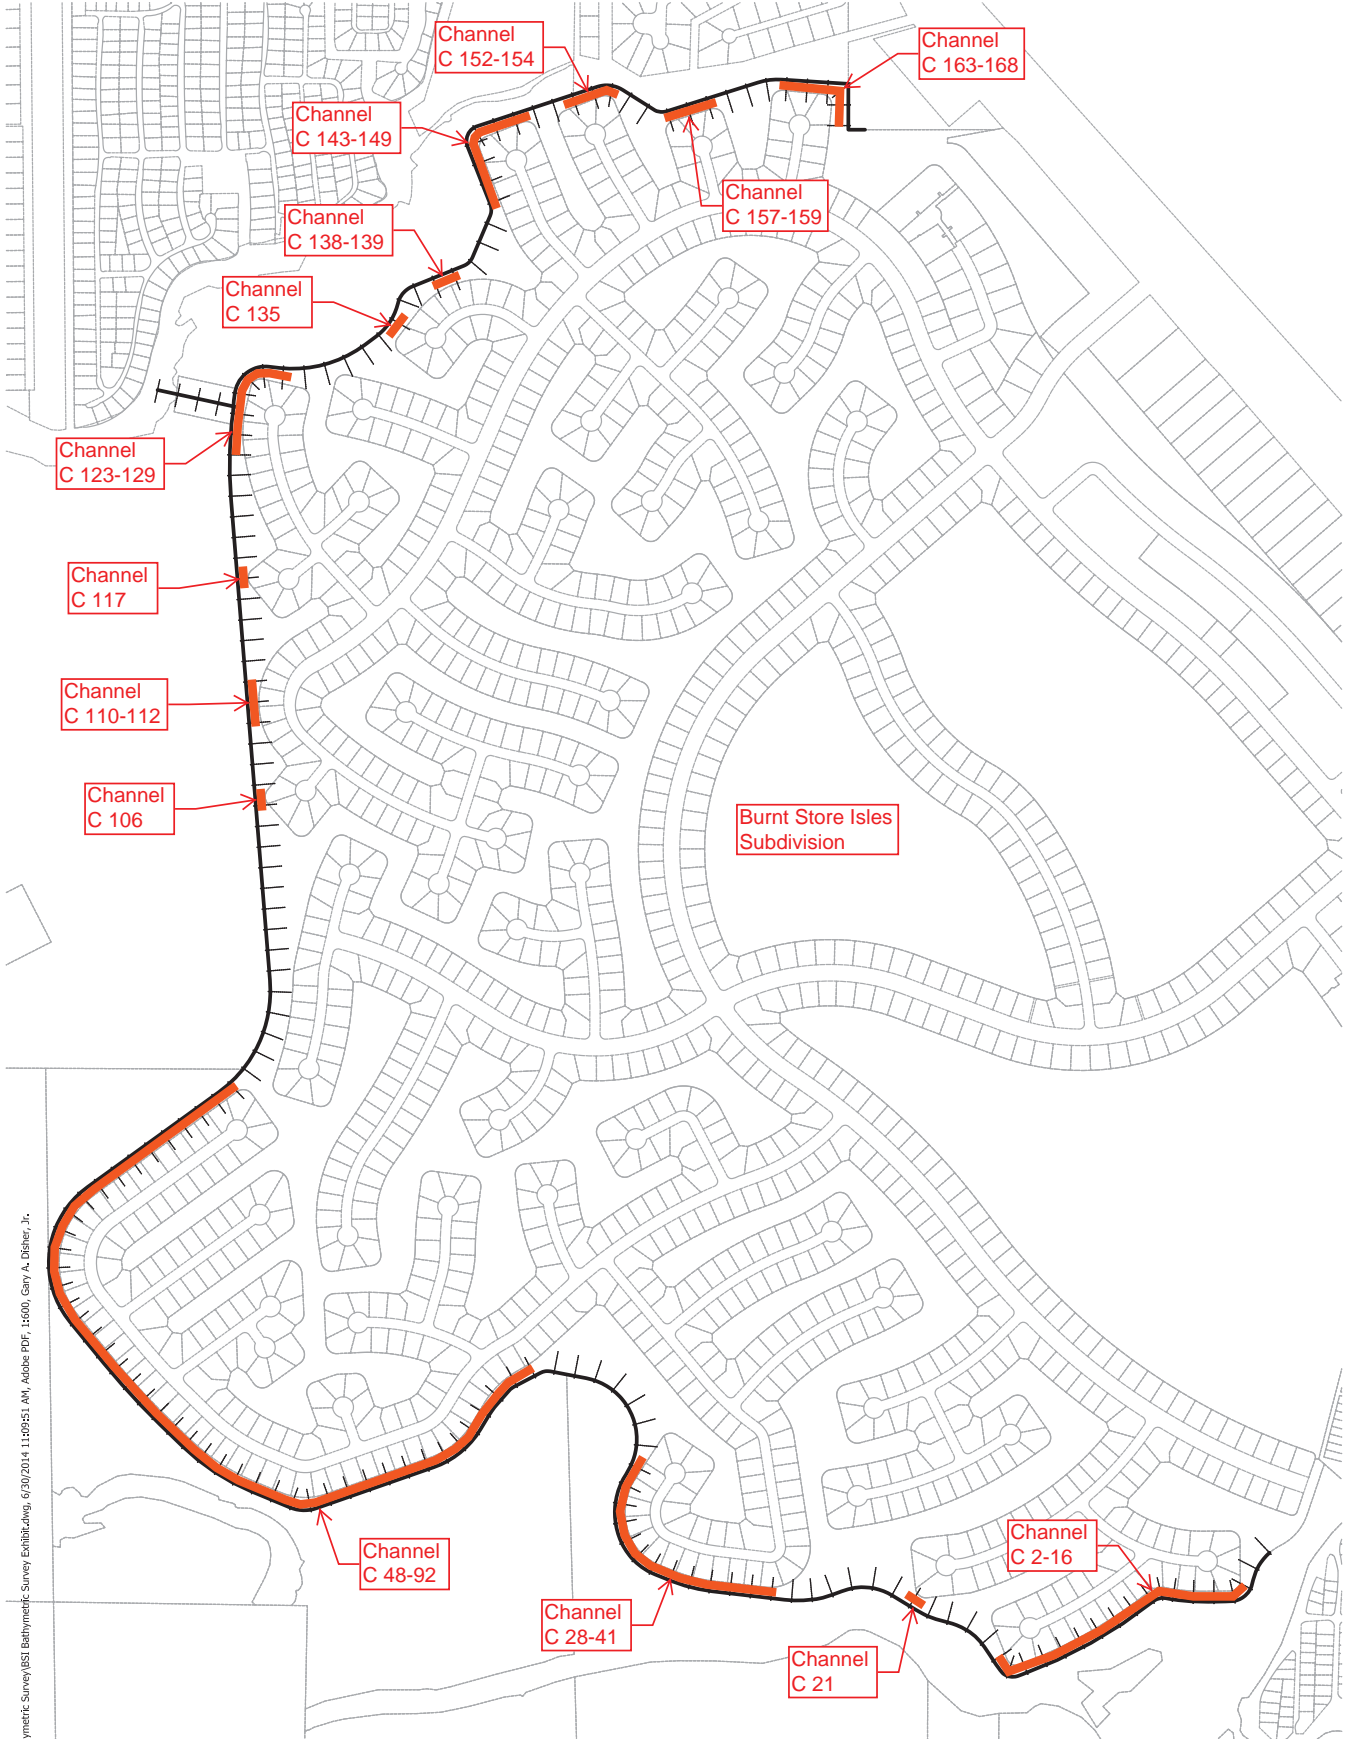 Channel
C 152-154
Channel
C 163-168
Channel
C 143-149
Channel
C 157-159
Channel
C 138-139
Channel
C 135
Channel
C 123-129
Channel
C 117
Channel
C 110-112
Channel
C 106
Burnt Store Isles
Subdivision
Channel
C 48-92
Channel
C 28-41
Channel
C 21
Channel
C 2-16
ymetric Survey\BSI Bathymetric Survey Exhibit.dwg, 6/30/2014 11:09:51 AM, Adobe PDF, 1:600, Gary A. Disher, Jr.